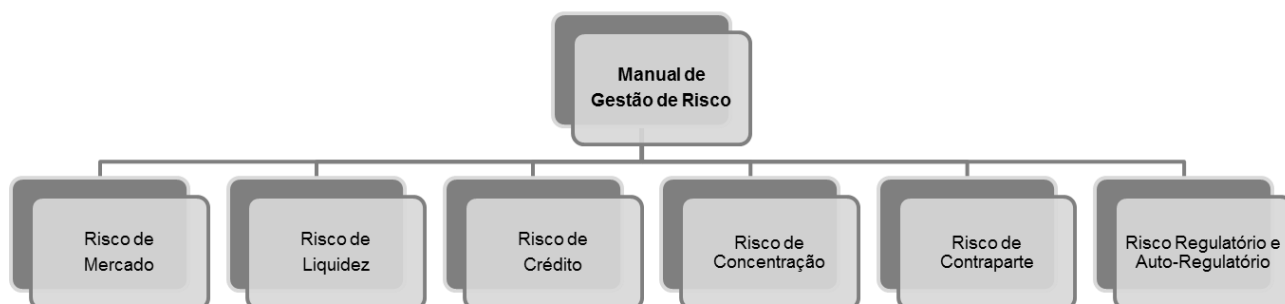 Manual de
Gestão de Risco
Risco de
Mercado
Risco de
Liquidez
Risco de
Crédito
Risco de
Concentração
Risco de
Contraparte
Risco Regulatório e
Auto-Regulatório